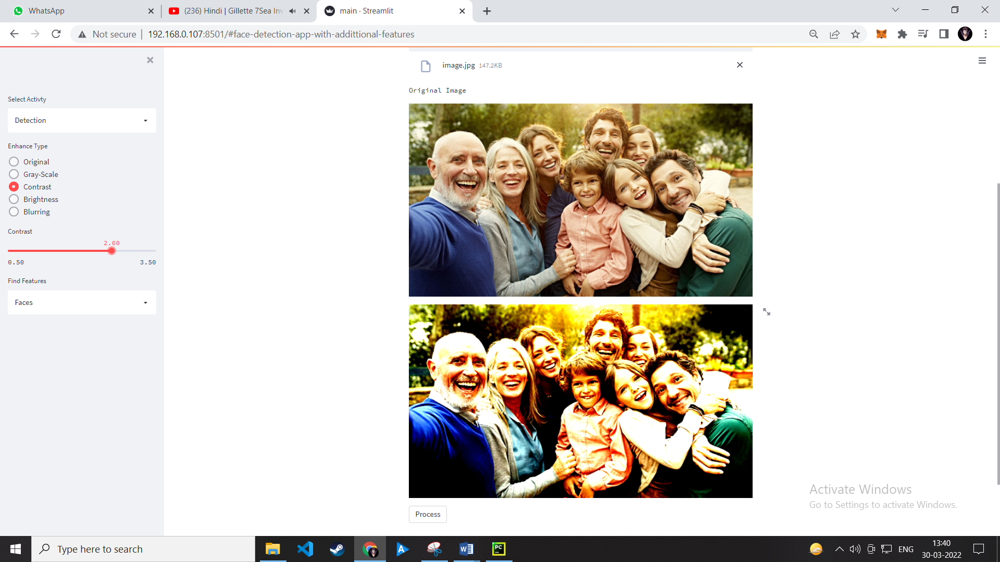 WhatsApp
(236) Hindi | Gillette 7Sea Inv
main · Streamlit
Not secure
192.168.0.107:8501/#face-detection-app-with-addittional-features
Select Activty
Detection
Enhance Type
Original
Gray-Scale
Contrast
Brightness
Blurring
Contrast
2.60
0.50
3.50
Find Features
Faces
image.jpg 147.2KB
Original Image
Process
Activate Windows
Go to Settings to activate Windows.
Type here to search
W
PC
ENG
13:40
30-03-2022